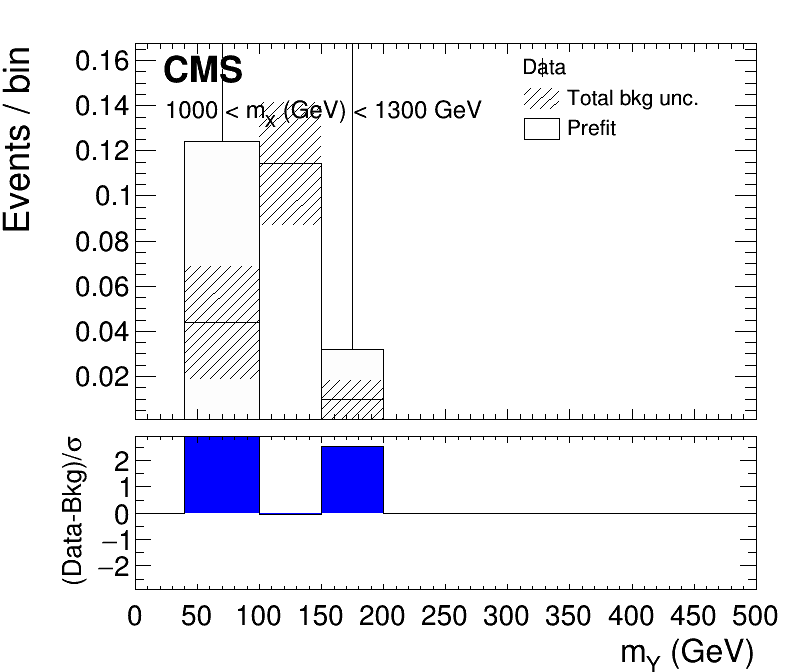 CMS
1000 < mX (GeV) < 1300 GeV
Data
Total bkg unc.
Prefit
Events / bin
0.16
0.14
0.12
0.1
0.08
0.06
0.04
0.02
(Data-Bkg)/σ
2
1
0
−1
−2
0 50 100 150 200 250 300 350 400 450 500
mY (GeV)